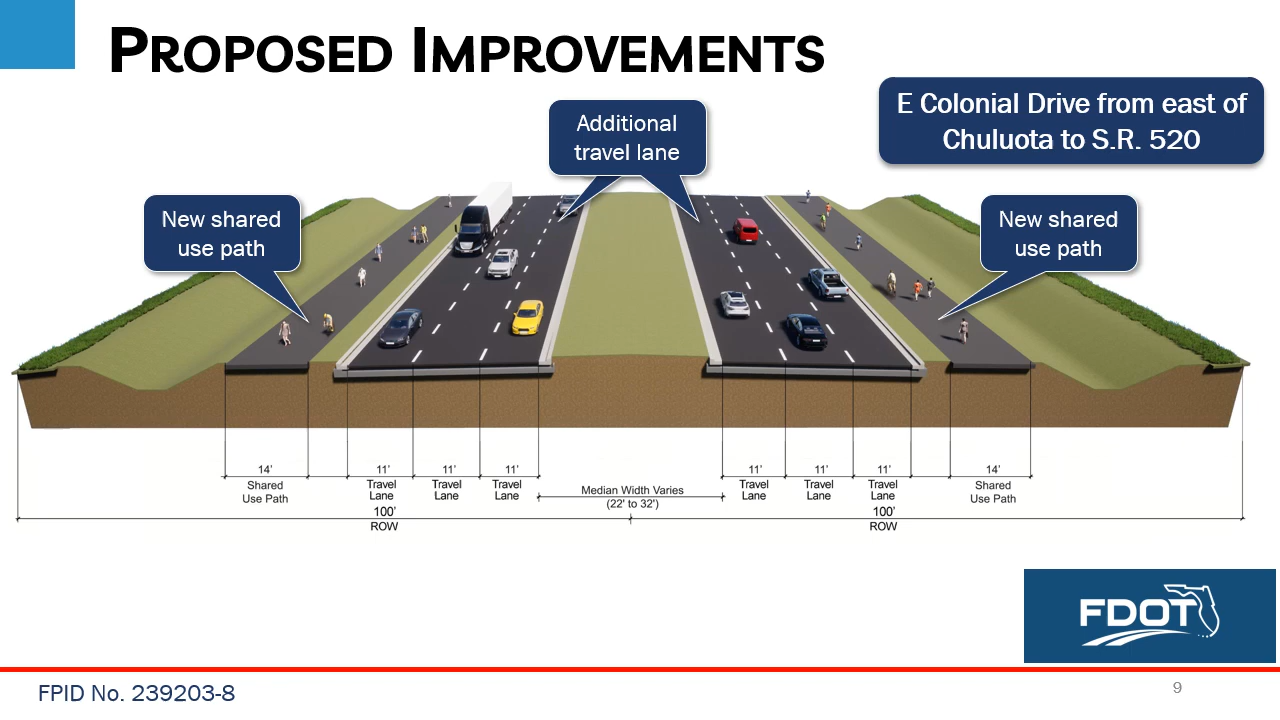 PROPOSED IMPROVEMENTS
E Colonial Drive from east of
Chuluota to S.R. 520
Additional
travel lane
New shared
use path
New shared
use path
14'
Shared
Use Path
11'
Travel
Lane
11'
Travel
Lane
11'
Travel
Lane
Median Width Varies
(22' to 32')
11'
Travel
Lane
11'
Travel
Lane
11'
Travel
Lane
14'
Shared
Use Path
100'
ROW
100'
ROW
FDOT
FPID No. 239203-8
9